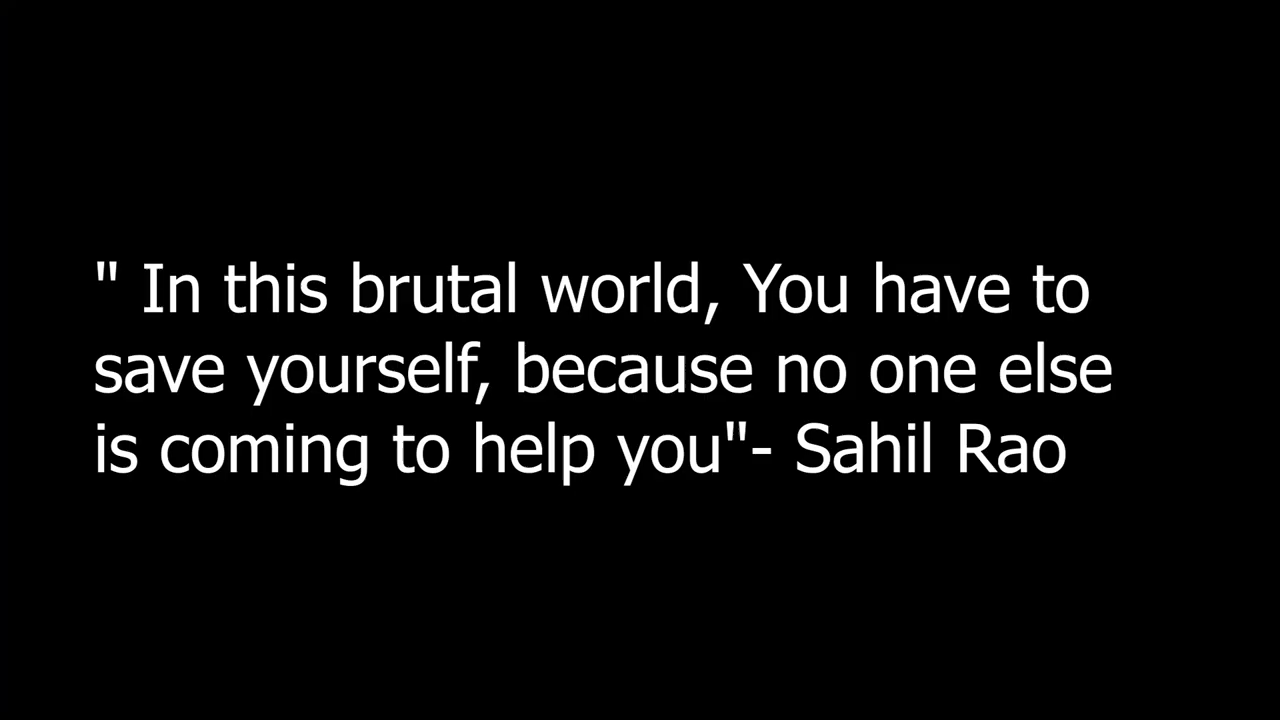 " In this brutal world, You have to
save yourself, because no one else
is coming to help you"- Sahil Rao